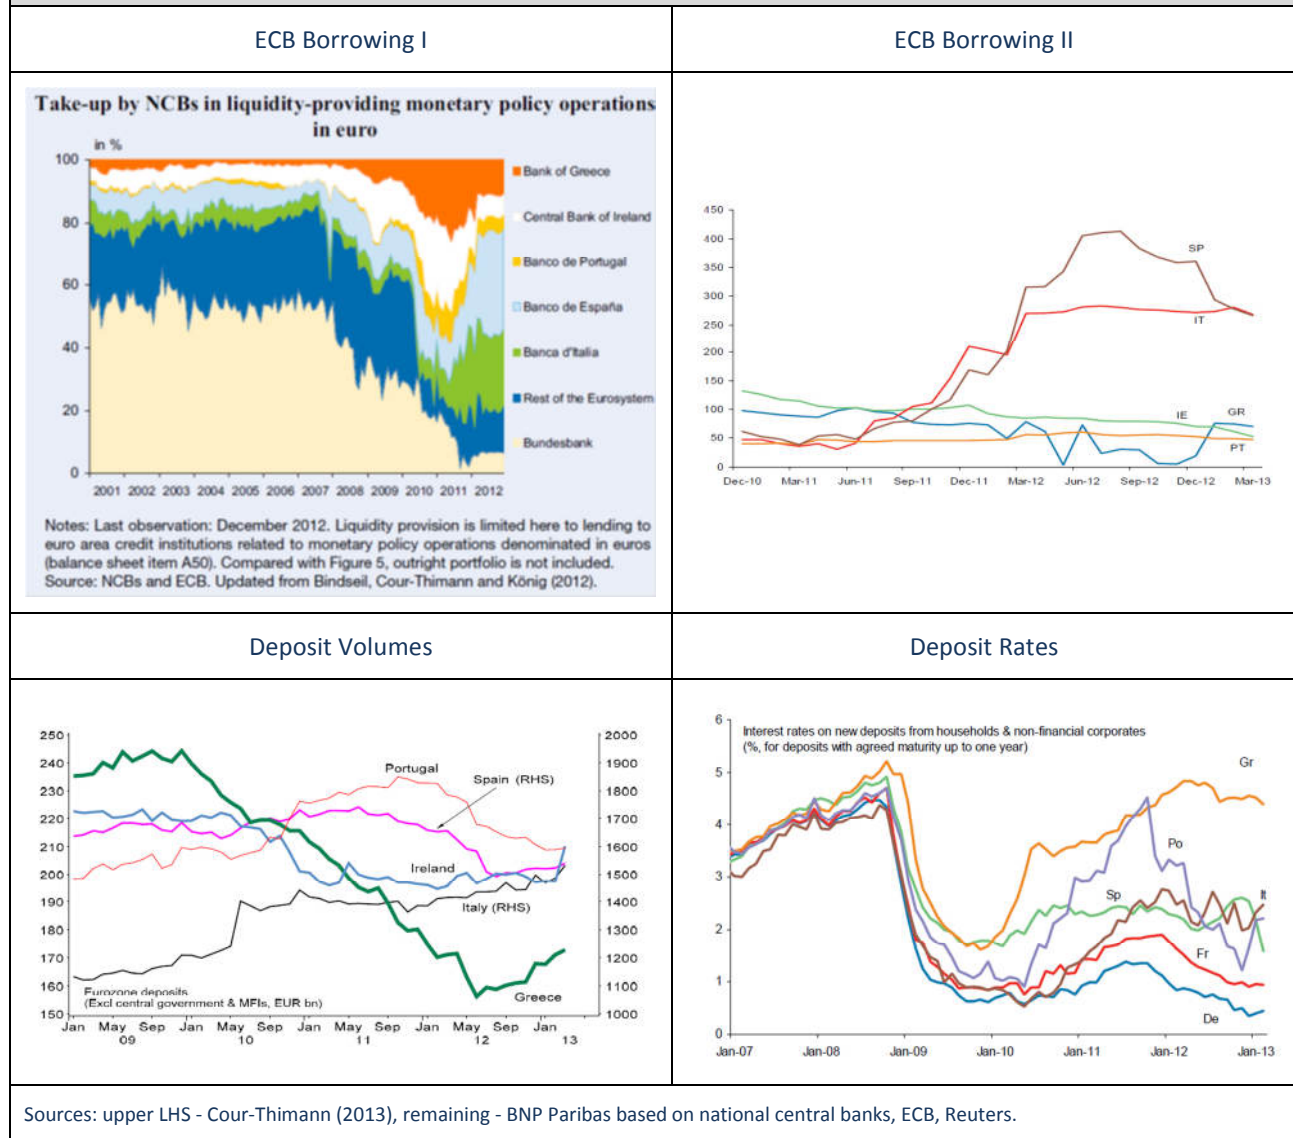 ECB Borrowing I
ECB Borrowing II
Take-up by NCBs in liquidity-providing monetary policy operations
in euro
in %
100
80
60
40
20
0
2001 2002 2003 2004 2005 2006 2007 2008 2009 2010 2011 2012
Bank of Greece
Central Bank of Ireland
Banco de Portugal
Banco de España
Banca d'Italia
Rest of the Eurosystem
Bundesbank
Notes: Last observation: December 2012. Liquidity provision is limited here to lending to
euro area credit institutions related to monetary policy operations denominated in euros
(balance sheet item A50). Compared with Figure 5, outright portfolio is not included.
Source: NCBs and ECB. Updated from Bindseil, Cour-Thimann and König (2012).
450
400
350
300
250
200
150
100
50
0
SP
IT
IE
GR
PT
Dec-10 Mar-11 Jun-11 Sep-11 Dec-11 Mar-12 Jun-12 Sep-12 Dec-12 Mar-13
Deposit Volumes
Deposit Rates
250
240
230
220
210
200
190
180
170
160
150
2000
1900
1800
1700
1600
1500
1400
1300
1200
1100
1000
Portugal
Spain (RHS)
Ireland
Italy (RHS)
Greece
Eurozone deposits
(Excl central government & MFIs, EUR bn)
Jan May Sep Jan May Sep Jan May Sep Jan May Sep Jan
09 10 11 12 13
Interest rates on new deposits from households & non-financial corporates
(%, for deposits with agreed maturity up to one year)
6
5
4
3
2
1
0
Gr
Po
Sp
It
Fr
De
Jan-07 Jan-08 Jan-09 Jan-10 Jan-11 Jan-12 Jan-13
Sources: upper LHS - Cour-Thimann (2013), remaining - BNP Paribas based on national central banks, ECB, Reuters.